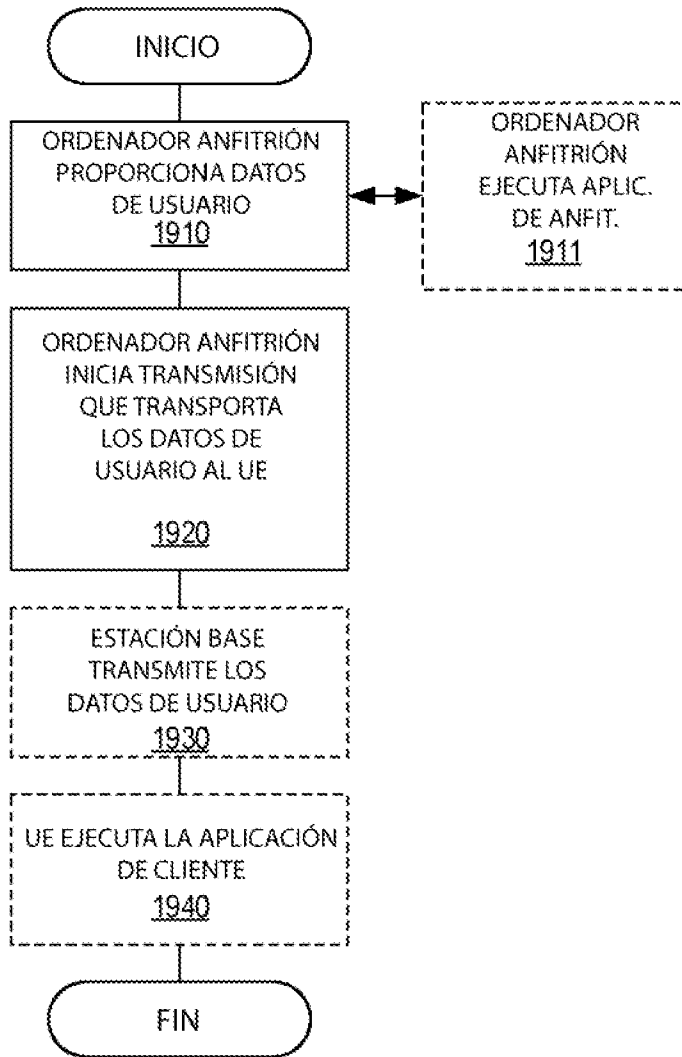 INICIO
ORDENADOR ANFITRIÓN
PROPORCIONA DATOS
DE USUARIO
1910
ORDENADOR
ANFITRIÓN
EJECUTA APLIC.
DE ANFIT.
1911
ORDENADOR ANFITRIÓN
INICIA TRANSMISIÓN
QUE TRANSPORTA
LOS DATOS DE
USUARIO AL UE
1920
ESTACIÓN BASE
TRANSMITE LOS
DATOS DE USUARIO
1930
UE EJECUTA LA APLICACIÓN
DE CLIENTE
1940
FIN